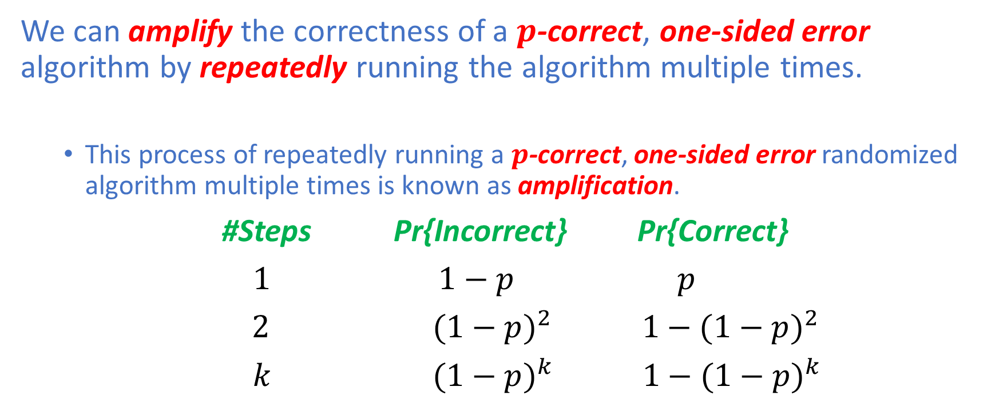 We can amplify the correctness of a p-correct, one-sided error
algorithm by repeatedly running the algorithm multiple times.
• This process of repeatedly running a p-correct, one-sided error randomized
algorithm multiple times is known as amplification.
#Steps Pr{Incorrect} Pr{Correct}
1 1 − p p
2 (1 − p)² 1 − (1 − p)²
k (1 − p)ᵏ 1 − (1 − p)ᵏ